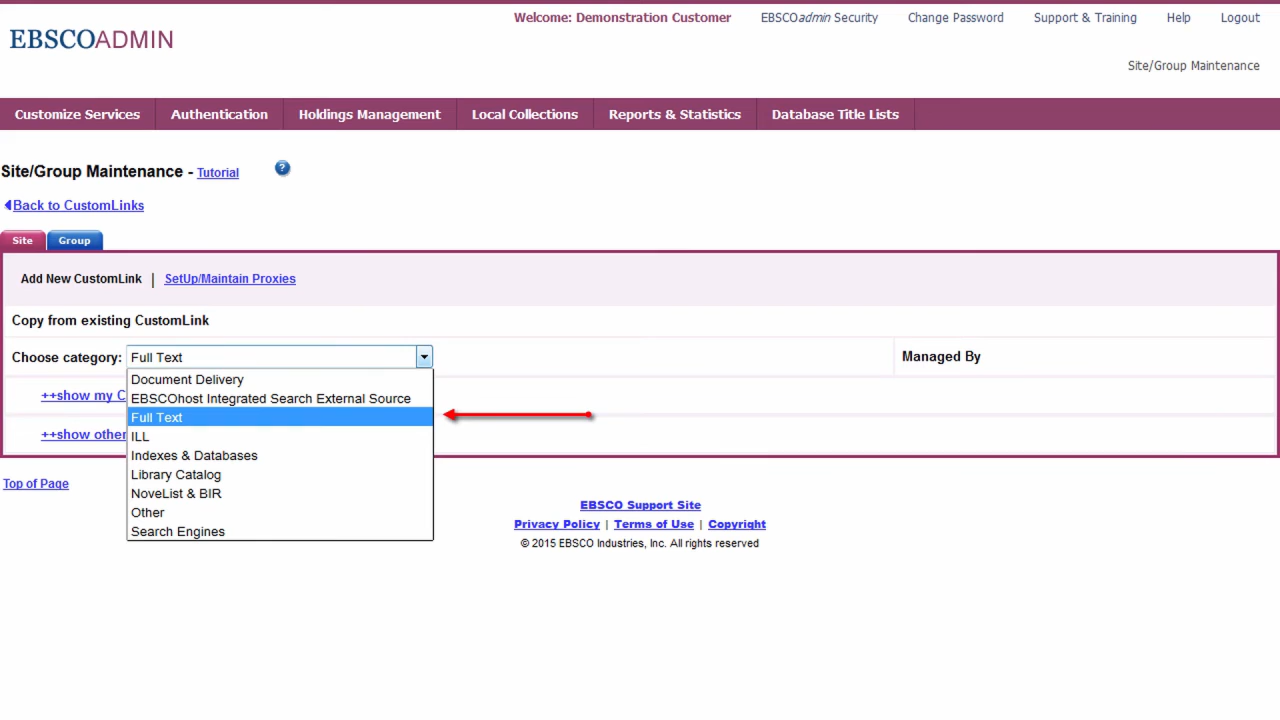 Welcome: Demonstration Customer EBSCOadmin Security Change Password Support & Training Help Logout
EBSCOADMIN
Site/Group Maintenance
Customize Services Authentication Holdings Management Local Collections Reports & Statistics Database Title Lists
Site/Group Maintenance - Tutorial ?
Back to CustomLinks
Site Group
Add New CustomLink | SetUp/Maintain Proxies
Copy from existing CustomLink
Choose category: Full Text Managed By
Document Delivery
++show my C
EBSCOhost Integrated Search External Source
Full Text
++show other
ILL
Indexes & Databases
Library Catalog
NoveList & BIR
Other
Search Engines
Top of Page
EBSCO Support Site
Privacy Policy | Terms of Use | Copyright
© 2015 EBSCO Industries, Inc. All rights reserved